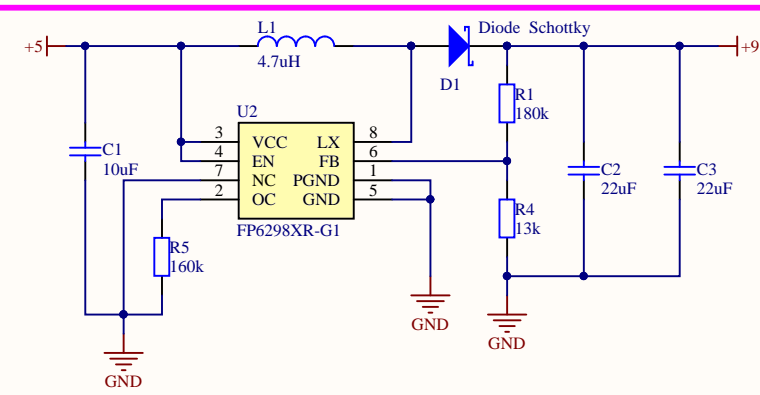 L1
Diode Schottky
+5
+9
4.7uH
D1
R1
180k
U2
3
VCC
LX
8
4
EN
FB
6
7
NC
PGND
1
2
OC
GND
5
C1
10uF
C2
22uF
C3
22uF
R4
13k
FP6298XR-G1
R5
160k
GND
GND
GND